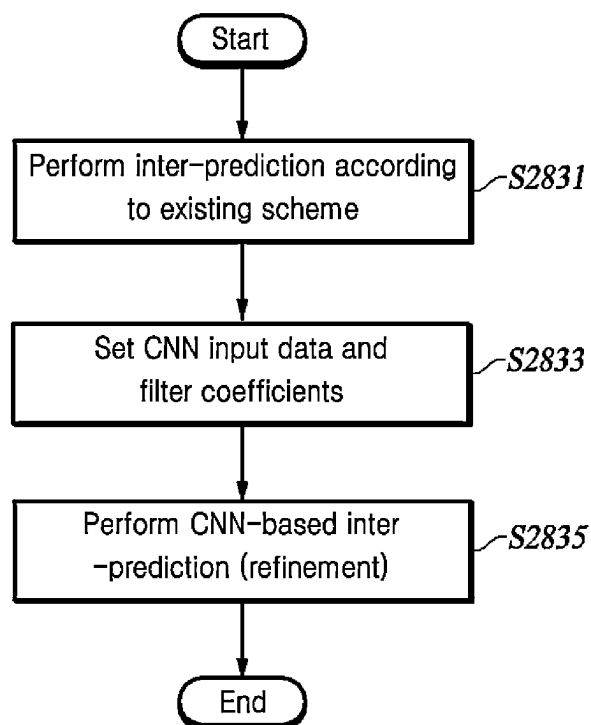 Start
Perform inter-prediction according
to existing scheme
S2831
Set CNN input data and
filter coefficients
S2833
Perform CNN-based inter
-prediction (refinement)
S2835
End